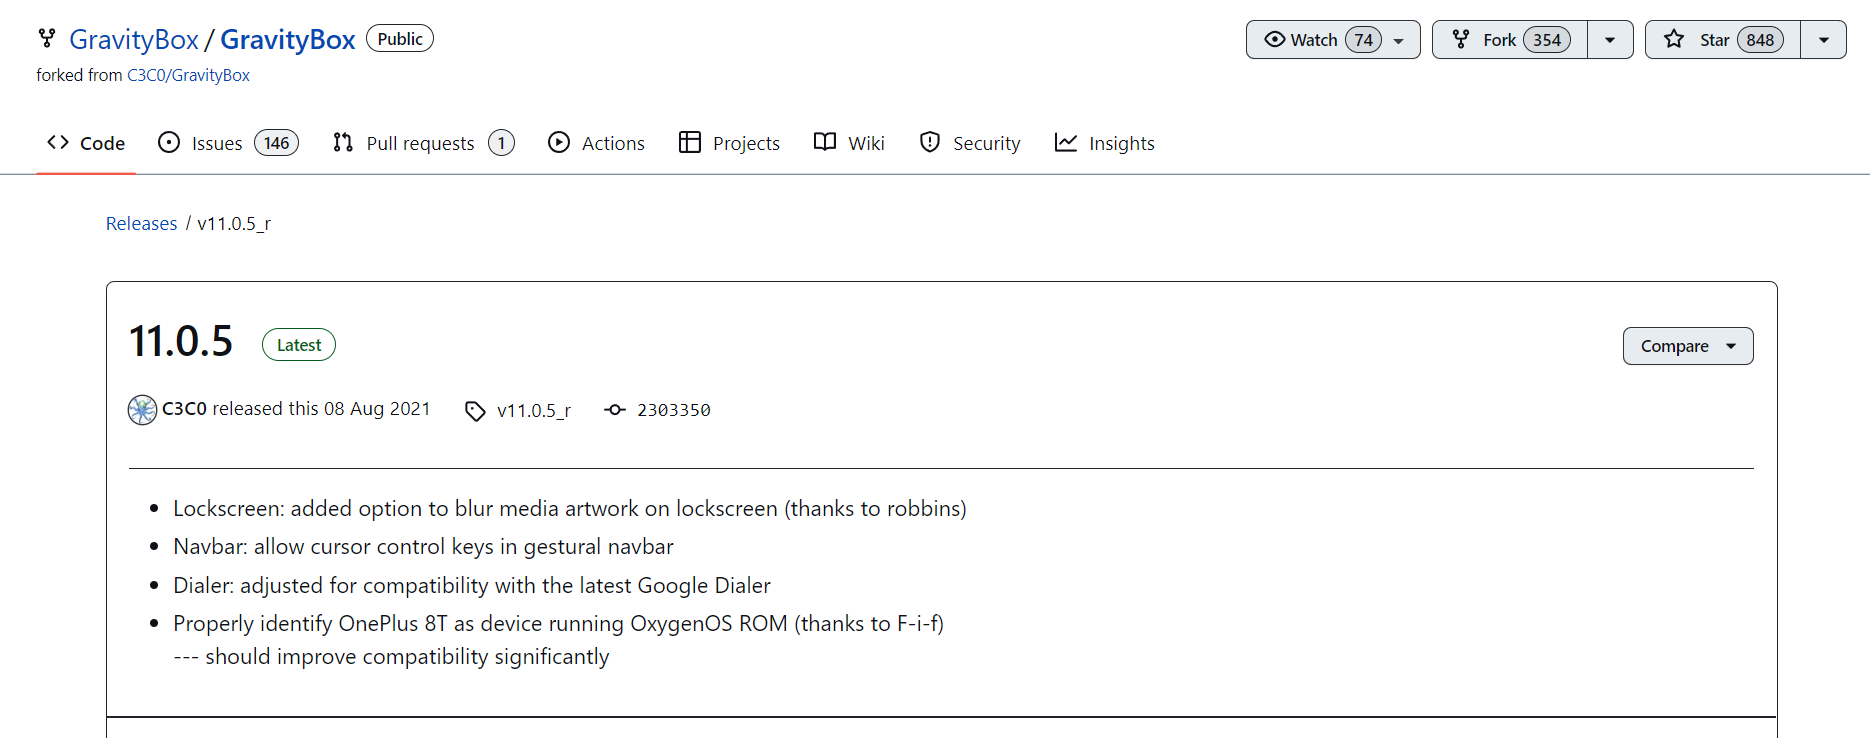 GravityBox / GravityBox Public
Watch 74
Fork 354
Star 848
forked from C3C0/GravityBox
Code
Issues 146
Pull requests 1
Actions
Projects
Wiki
Security
Insights
Releases / v11.0.5_r
11.0.5 Latest
Compare
C3C0 released this 08 Aug 2021
v11.0.5_r
2303350
• Lockscreen: added option to blur media artwork on lockscreen (thanks to robbins)
• Navbar: allow cursor control keys in gestural navbar
• Dialer: adjusted for compatibility with the latest Google Dialer
• Properly identify OnePlus 8T as device running OxygenOS ROM (thanks to F-i-f)
--- should improve compatibility significantly